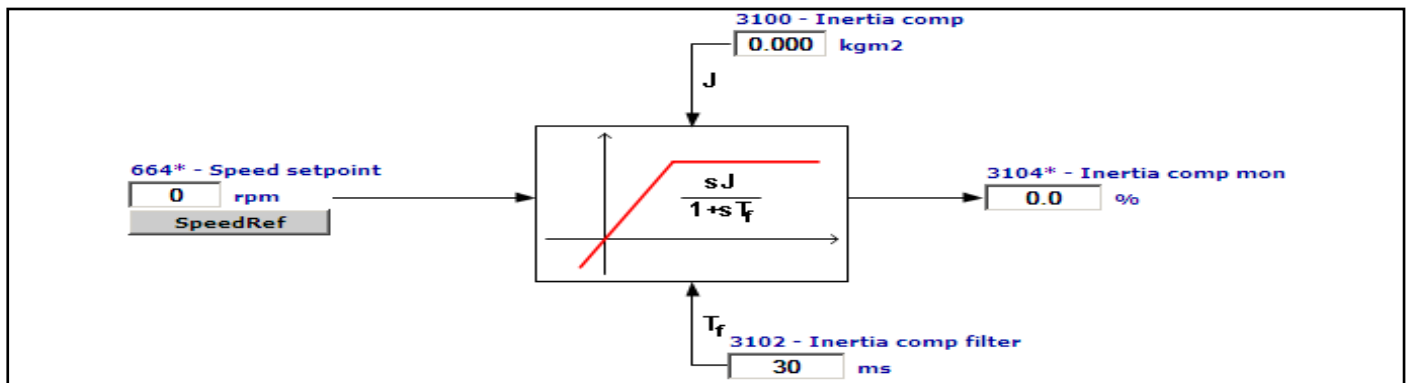 3100 - Inertia comp
0.000 kgm2
J
664* - Speed setpoint
0 rpm
SpeedRef
sJ
1+sTf
3104* - Inertia comp mon
0.0 %
Tf
3102 - Inertia comp filter
30 ms